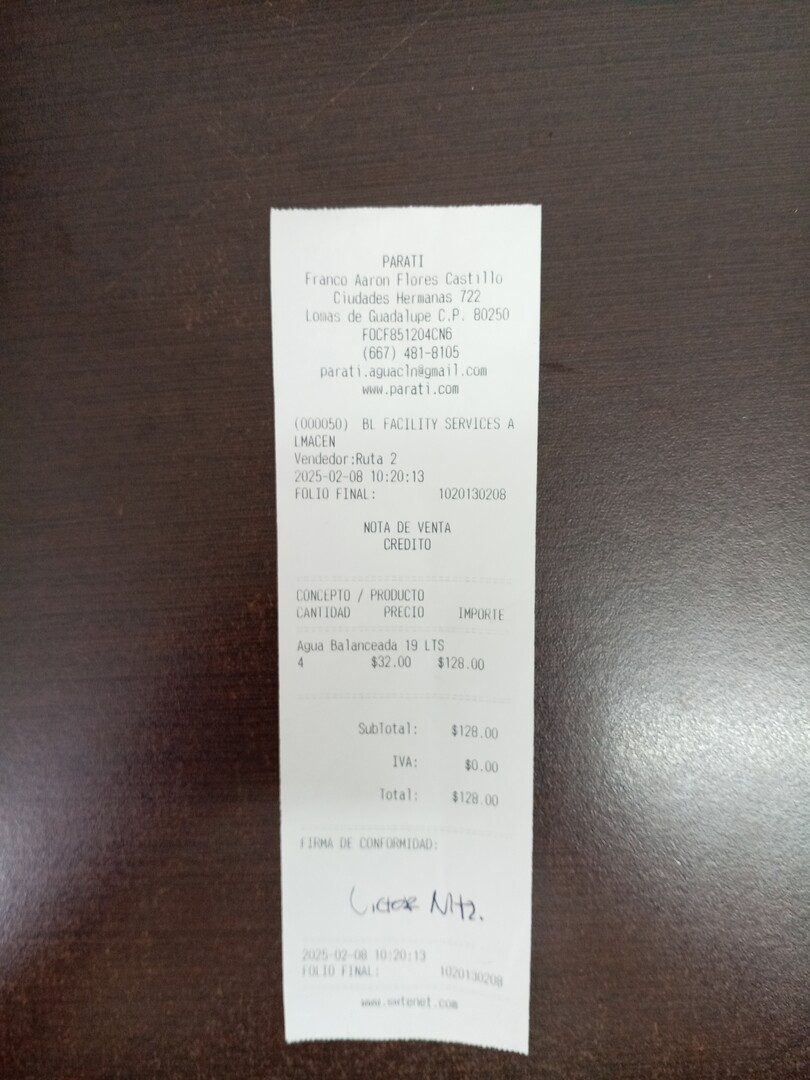 PARATI
Franco Aaron Flores Castillo
Ciudades Hermanas 722
Lomas de Guadalupe C.P. 80250
FOCF851204CN6
(667) 481-8105
parati.aguacln@gmail.com
www.parati.com
(000050) BL FACILITY SERVICES A
LMACEN
Vendedor:Ruta 2
2025-02-08 10:20:13
FOLIO FINAL: 1020130208
NOTA DE VENTA
CREDITO
CONCEPTO / PRODUCTO
CANTIDAD PRECIO IMPORTE
Agua Balanceada 19 LTS
4 $32.00 $128.00
SubTotal: $128.00
IVA: $0.00
Total: $128.00
FIRMA DE CONFORMIDAD:
Victor
2025-02-08 10:20:13
FOLIO FINAL: 1020130208